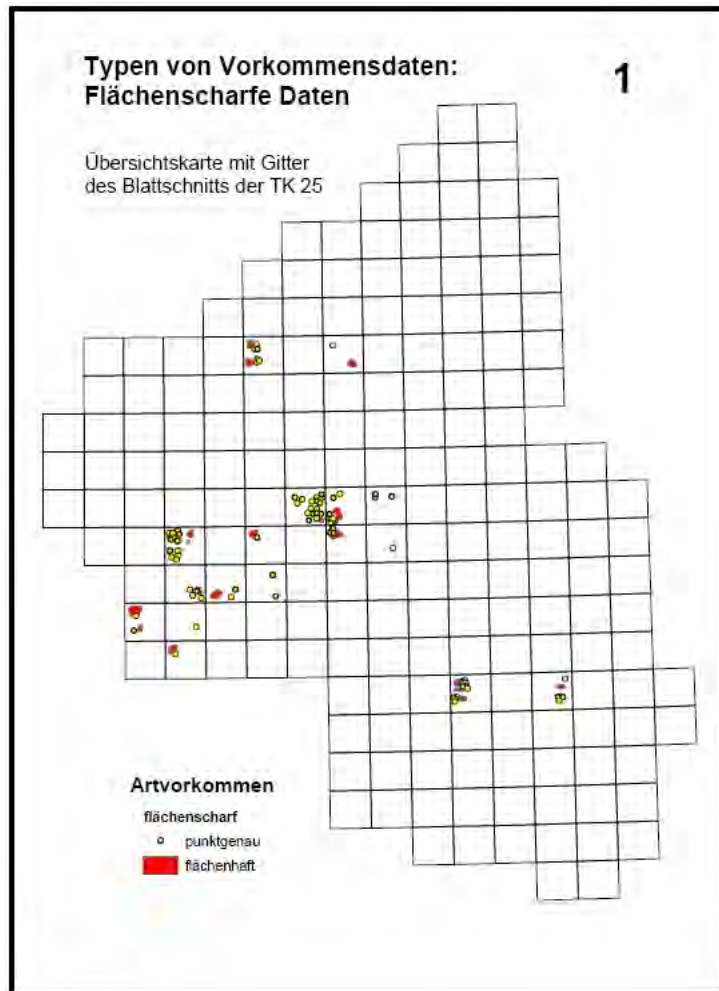 Typen von Vorkommensdaten:
Flächenscharfe Daten
1
Übersichtskarte mit Gitter
des Blattschnitts der TK 25
Artvorkommen
flächenscharf
punktgenau
flächenhaft